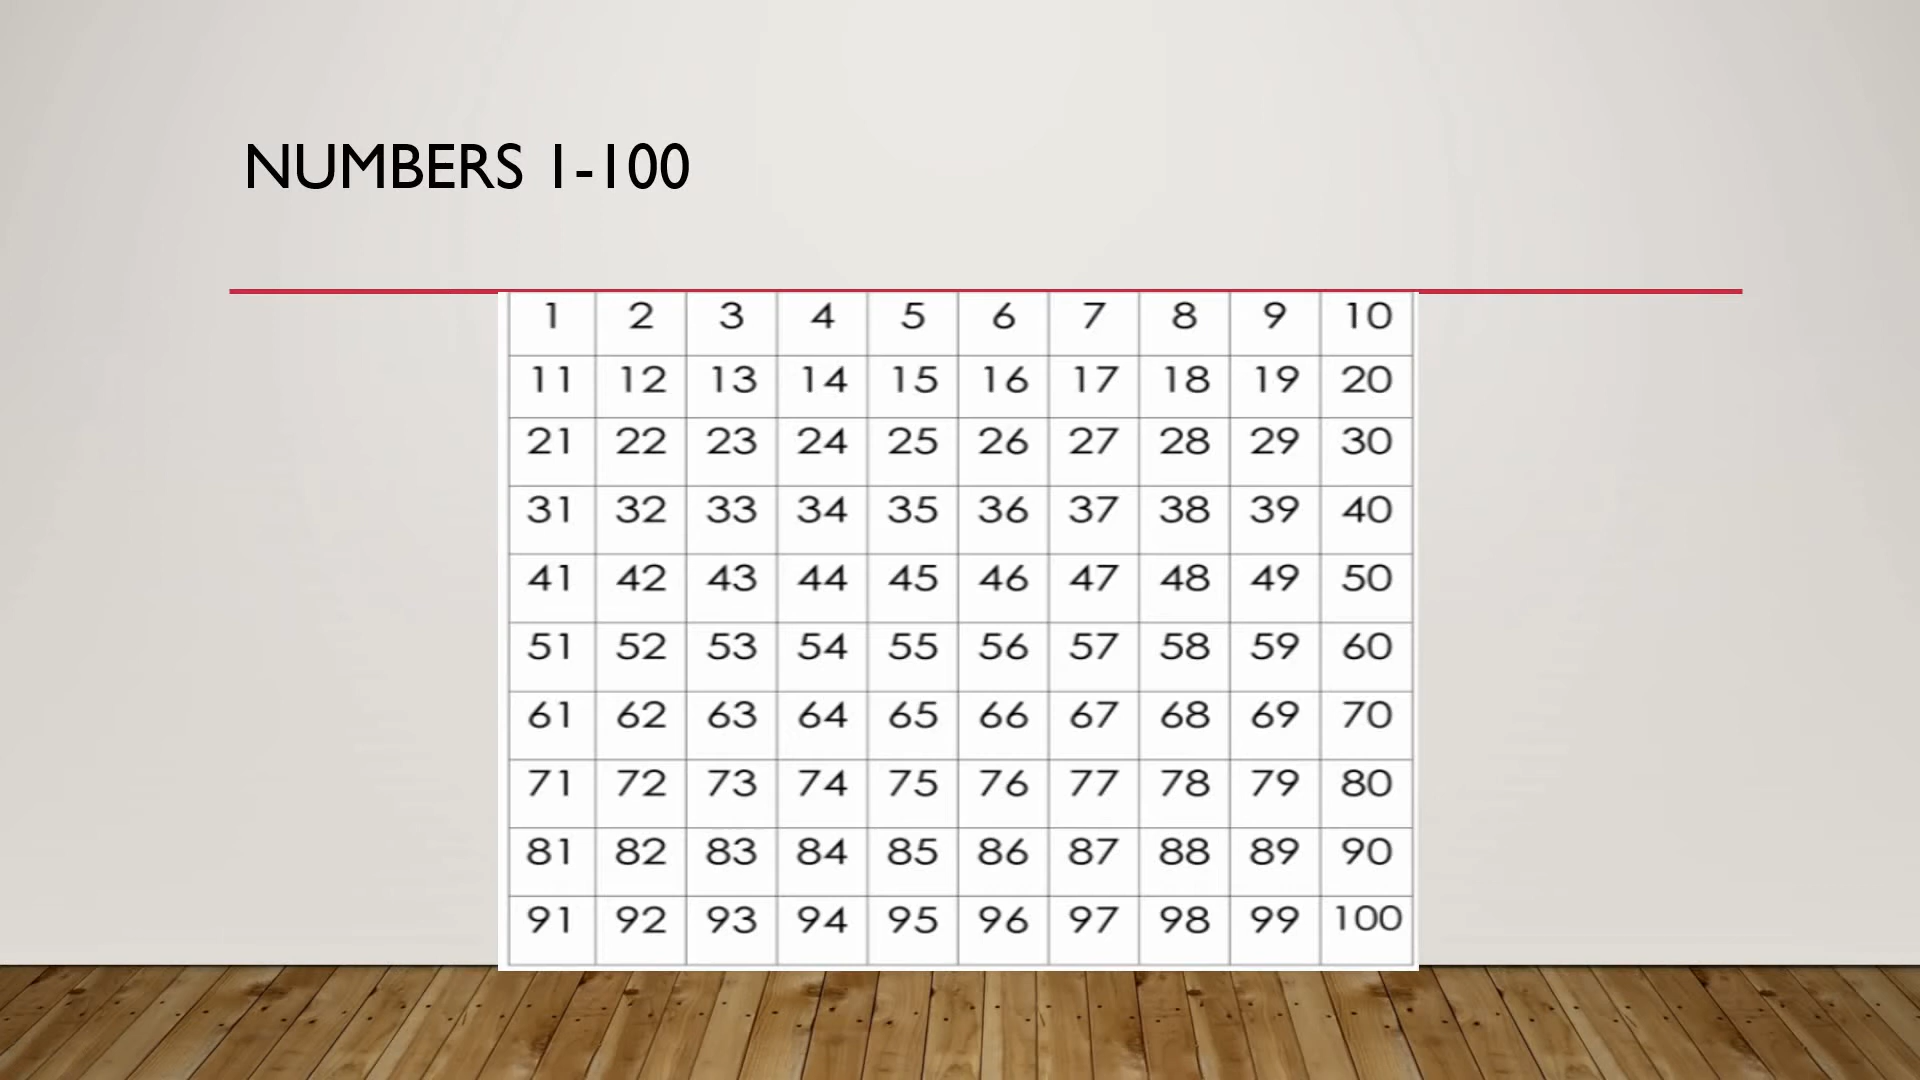 NUMBERS 1-100
1 2 3 4 5 6 7 8 9 10
11 12 13 14 15 16 17 18 19 20
21 22 23 24 25 26 27 28 29 30
31 32 33 34 35 36 37 38 39 40
41 42 43 44 45 46 47 48 49 50
51 52 53 54 55 56 57 58 59 60
61 62 63 64 65 66 67 68 69 70
71 72 73 74 75 76 77 78 79 80
81 82 83 84 85 86 87 88 89 90
91 92 93 94 95 96 97 98 99 100